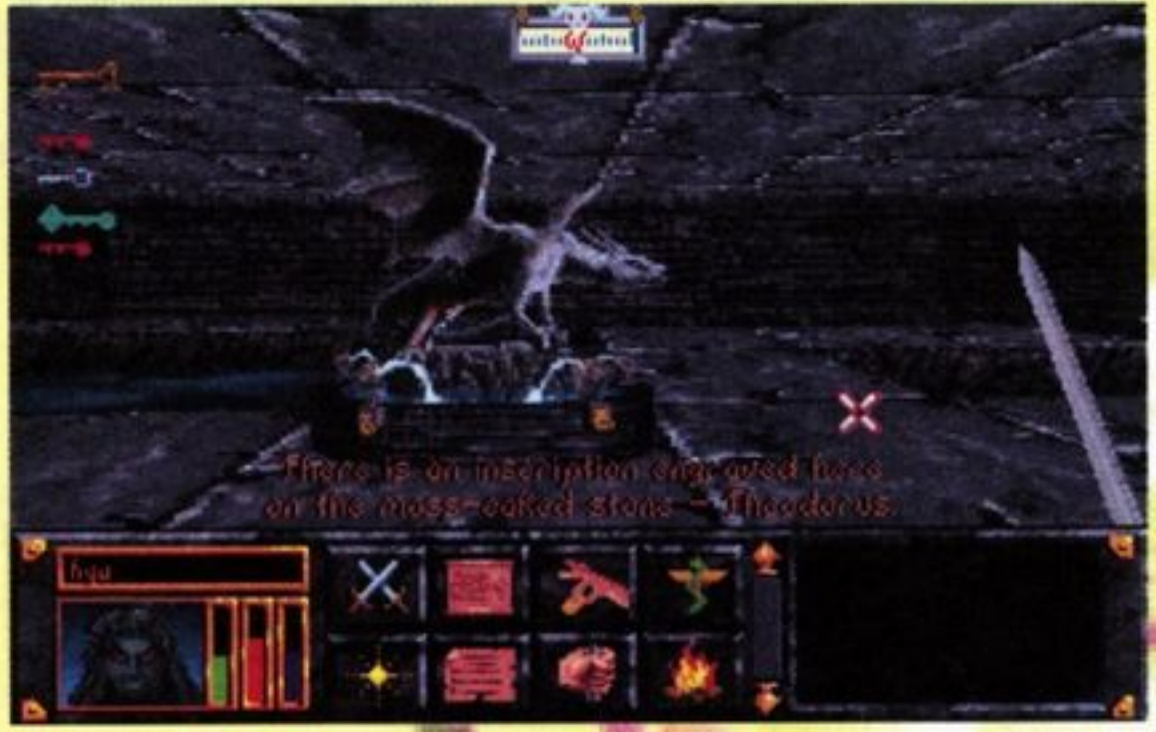 W
There is an inscription engraved here
on the moss-caked stone - Theodorus.